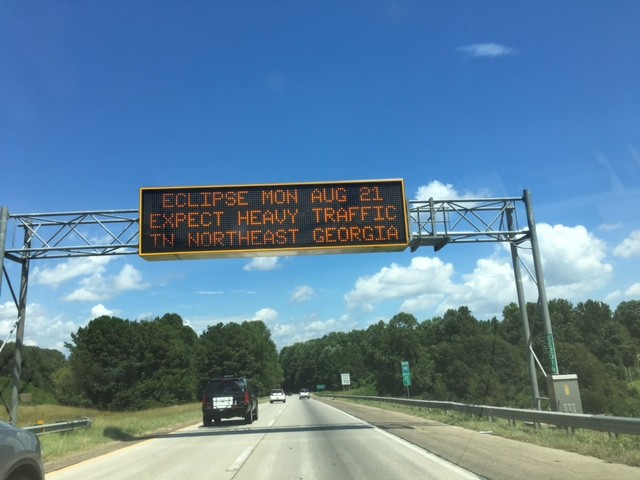 ECLIPSE MON AUG 21
EXPECT HEAVY TRAFFIC
IN NORTHEAST GEORGIA